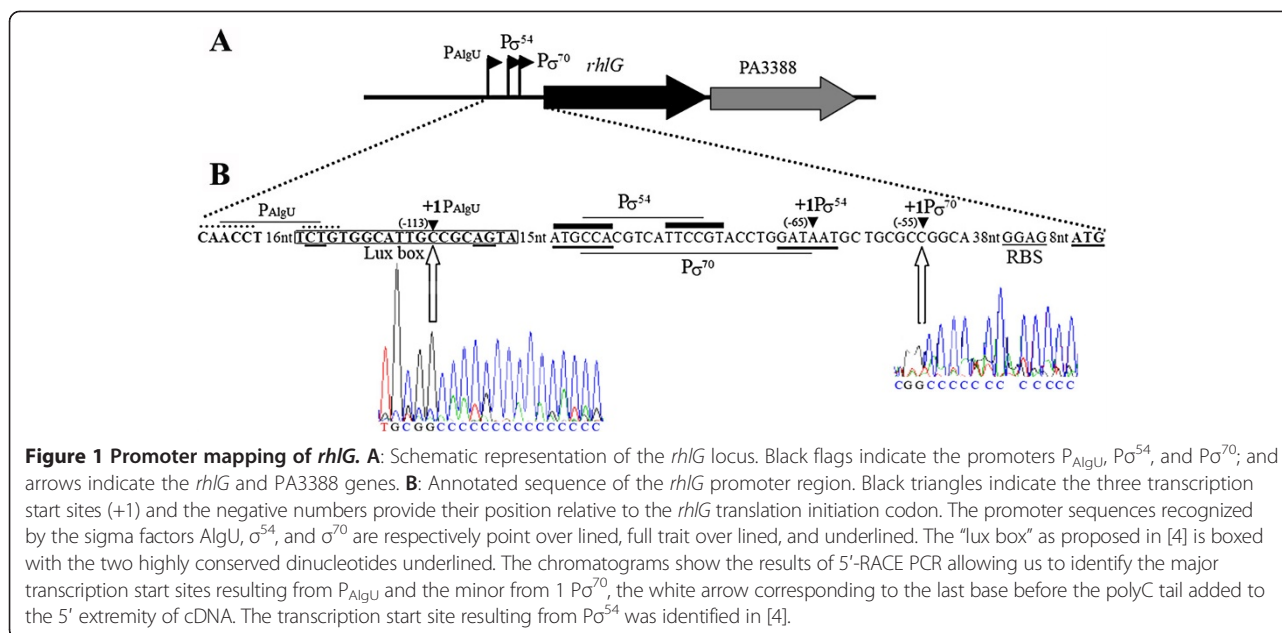 A
PAlgU
Pσ⁵⁴
Pσ⁷⁰
rhlG
PA3388
B
PAlgU
+1PAlgU
Pσ⁵⁴
+1Pσ⁵⁴
+1Pσ⁷⁰
(-113)
(-65)
(-55)
CAACCT 16nt TCTGTGGCATTGCCGCAGTA 15nt ATGCCACGTCATTCCGTACCTGGATAATGC TGCGCCGGCA 38nt GGAG 8nt ATG
Lux box
Pσ⁷⁰
RBS
TGCGGCCCCCCCCCCCCCCC
CGGCCCCCCC CCCCC
Figure 1 Promoter mapping of rhlG. A: Schematic representation of the rhlG locus. Black flags indicate the promoters PAlgU, Pσ⁵⁴, and Pσ⁷⁰; and
arrows indicate the rhlG and PA3388 genes. B: Annotated sequence of the rhlG promoter region. Black triangles indicate the three transcription
start sites (+1) and the negative numbers provide their position relative to the rhlG translation initiation codon. The promoter sequences recognized
by the sigma factors AlgU, σ⁵⁴, and σ⁷⁰ are respectively point over lined, full trait over lined, and underlined. The “lux box” as proposed in [4] is boxed
with the two highly conserved dinucleotides underlined. The chromatograms show the results of 5′-RACE PCR allowing us to identify the major
transcription start sites resulting from PAlgU and the minor from 1 Pσ⁷⁰, the white arrow corresponding to the last base before the polyC tail added to
the 5′ extremity of cDNA. The transcription start site resulting from Pσ⁵⁴ was identified in [4].